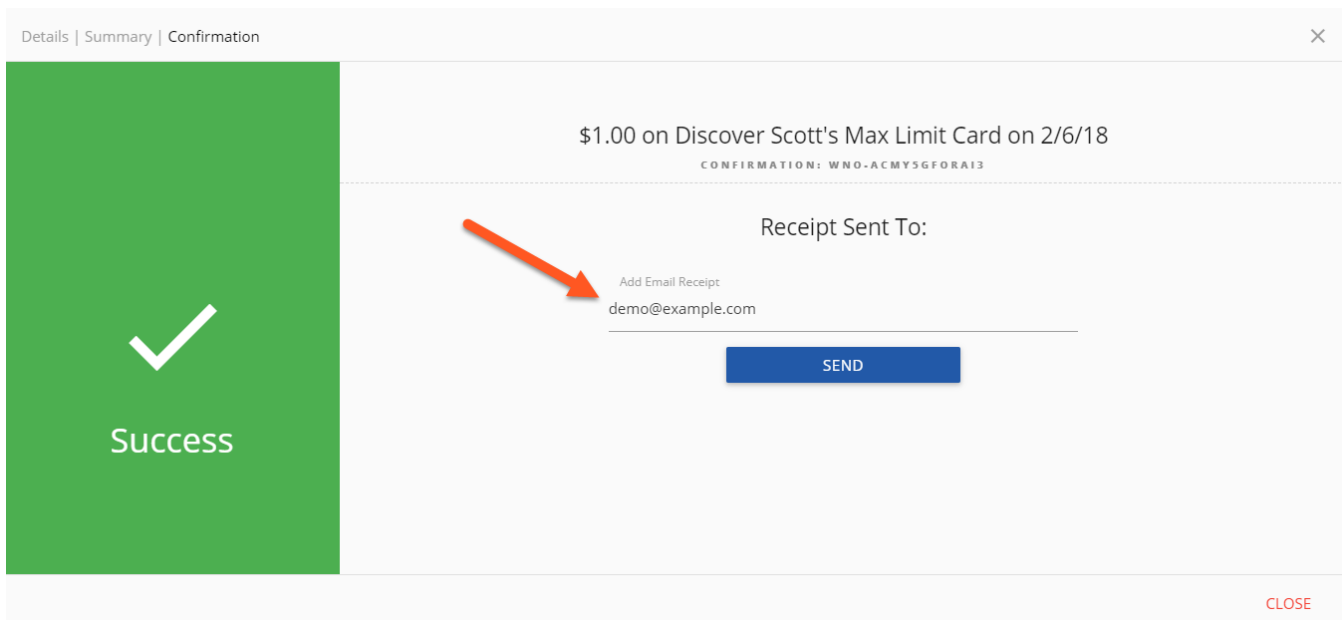 Details | Summary | Confirmation
$1.00 on Discover Scott's Max Limit Card on 2/6/18
CONFIRMATION: WNO-ACMY5GFORAI3
Success
Receipt Sent To:
Add Email Receipt
demo@example.com
SEND
CLOSE